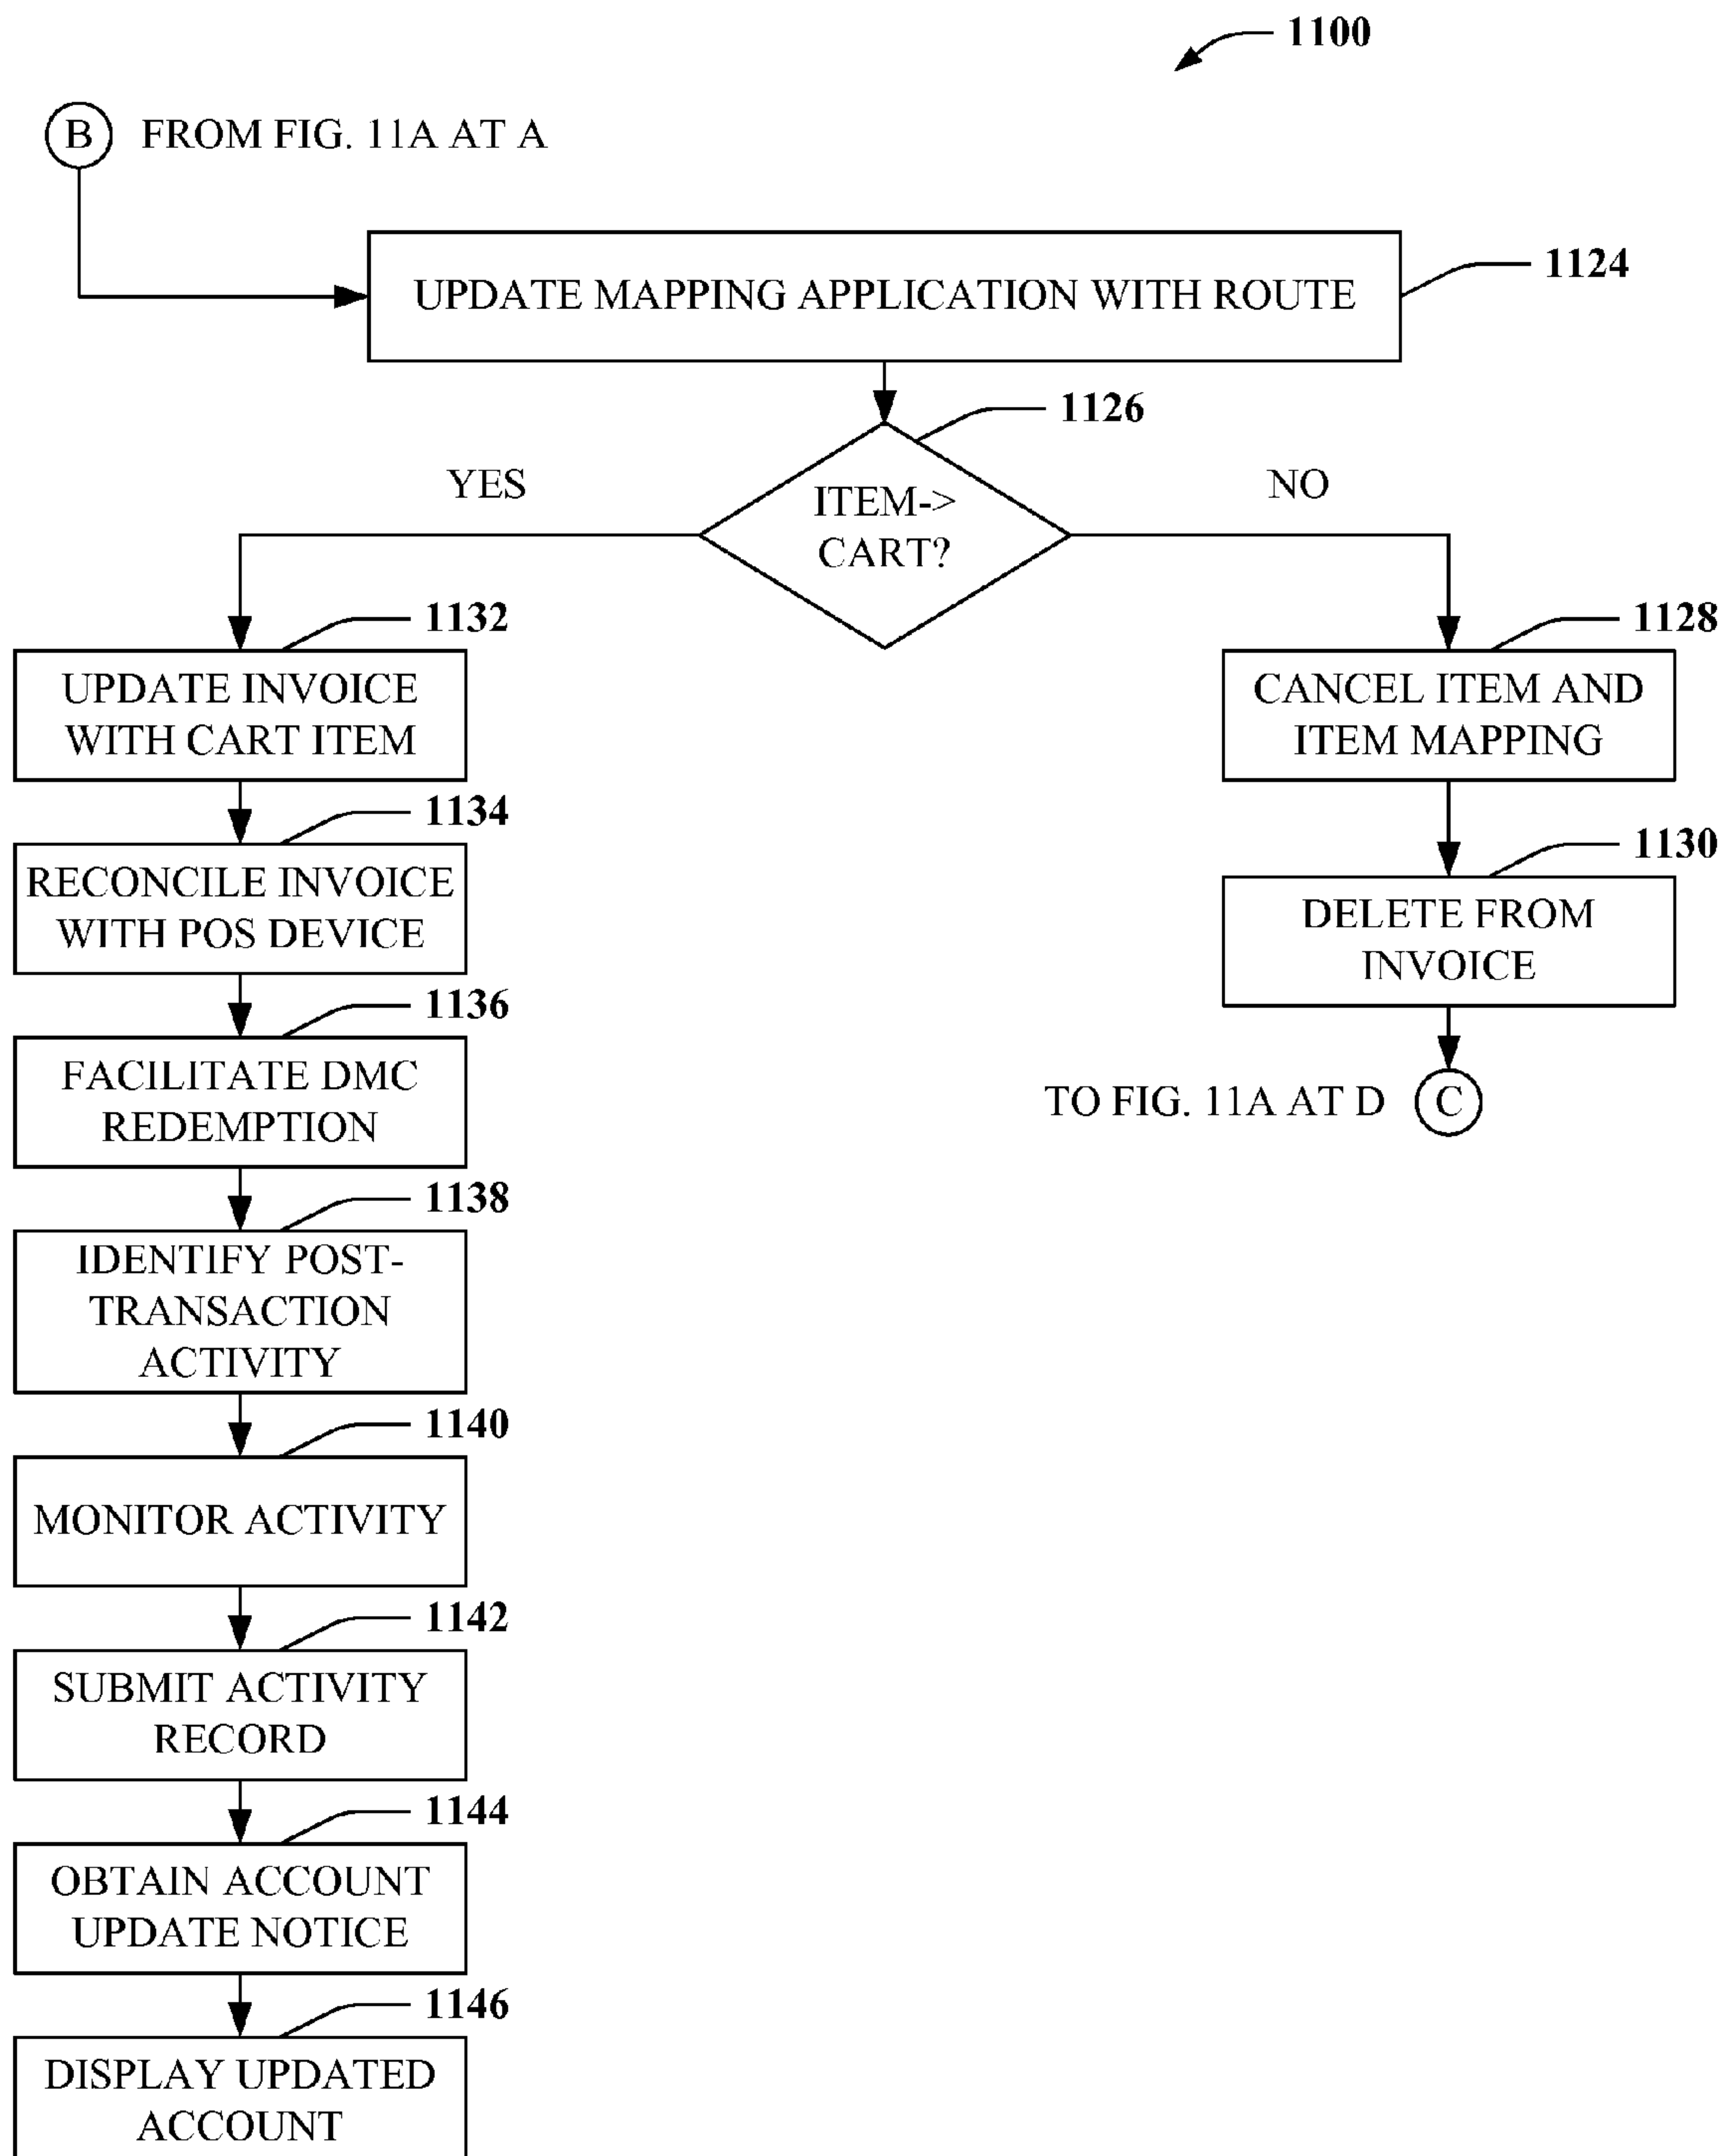 1100
B FROM FIG. 11A AT A
UPDATE MAPPING APPLICATION WITH ROUTE
1124
1126
YES
ITEM->
CART?
NO
1132
UPDATE INVOICE
WITH CART ITEM
1134
RECONCILE INVOICE
WITH POS DEVICE
1136
FACILITATE DMC
REDEMPTION
1138
IDENTIFY POST-
TRANSACTION
ACTIVITY
1140
MONITOR ACTIVITY
1142
SUBMIT ACTIVITY
RECORD
1144
OBTAIN ACCOUNT
UPDATE NOTICE
1146
DISPLAY UPDATED
ACCOUNT
1128
CANCEL ITEM AND
ITEM MAPPING
1130
DELETE FROM
INVOICE
TO FIG. 11A AT D C